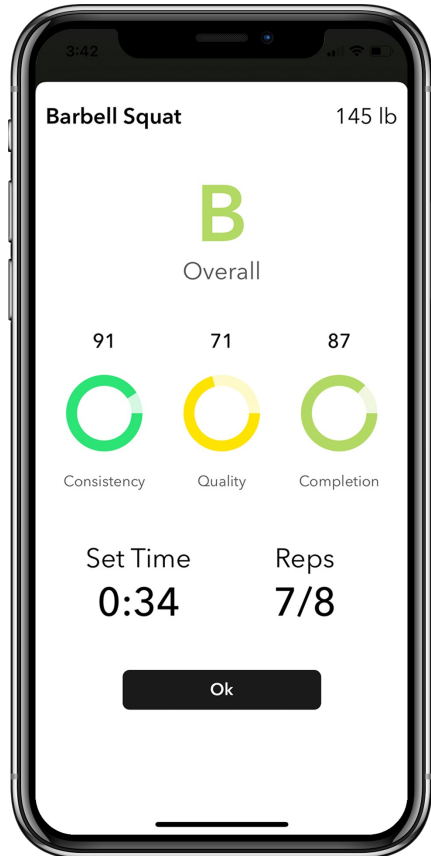 3:42
Barbell Squat 145 lb
B
Overall
91 71 87
Consistency Quality Completion
Set Time Reps
0:34 7/8
Ok